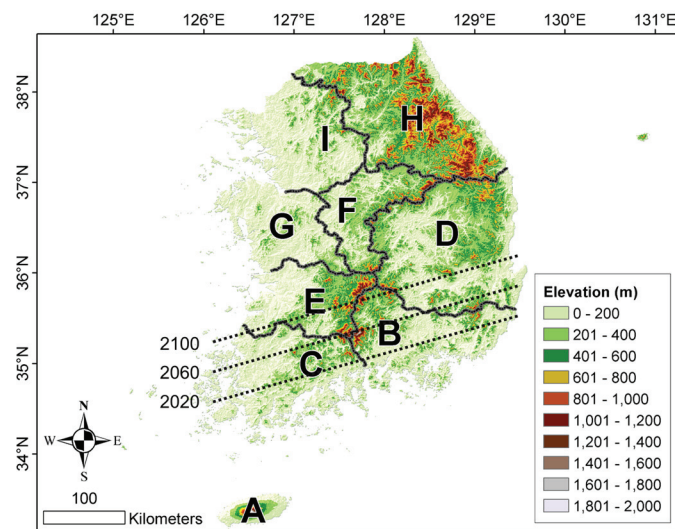 125°E 126°E 127°E 128°E 129°E 130°E 131°E
38°N
37°N
36°N
35°N
34°N
H
I
F
G
D
E
B
C
A
2100
2060
2020
N
W E
S
100
Kilometers
Elevation (m)
0 - 200
201 - 400
401 - 600
601 - 800
801 - 1,000
1,001 - 1,200
1,201 - 1,400
1,401 - 1,600
1,601 - 1,800
1,801 - 2,000